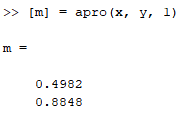 >> [m] = apro(x, y, 1)
m =
0.4982
0.8848